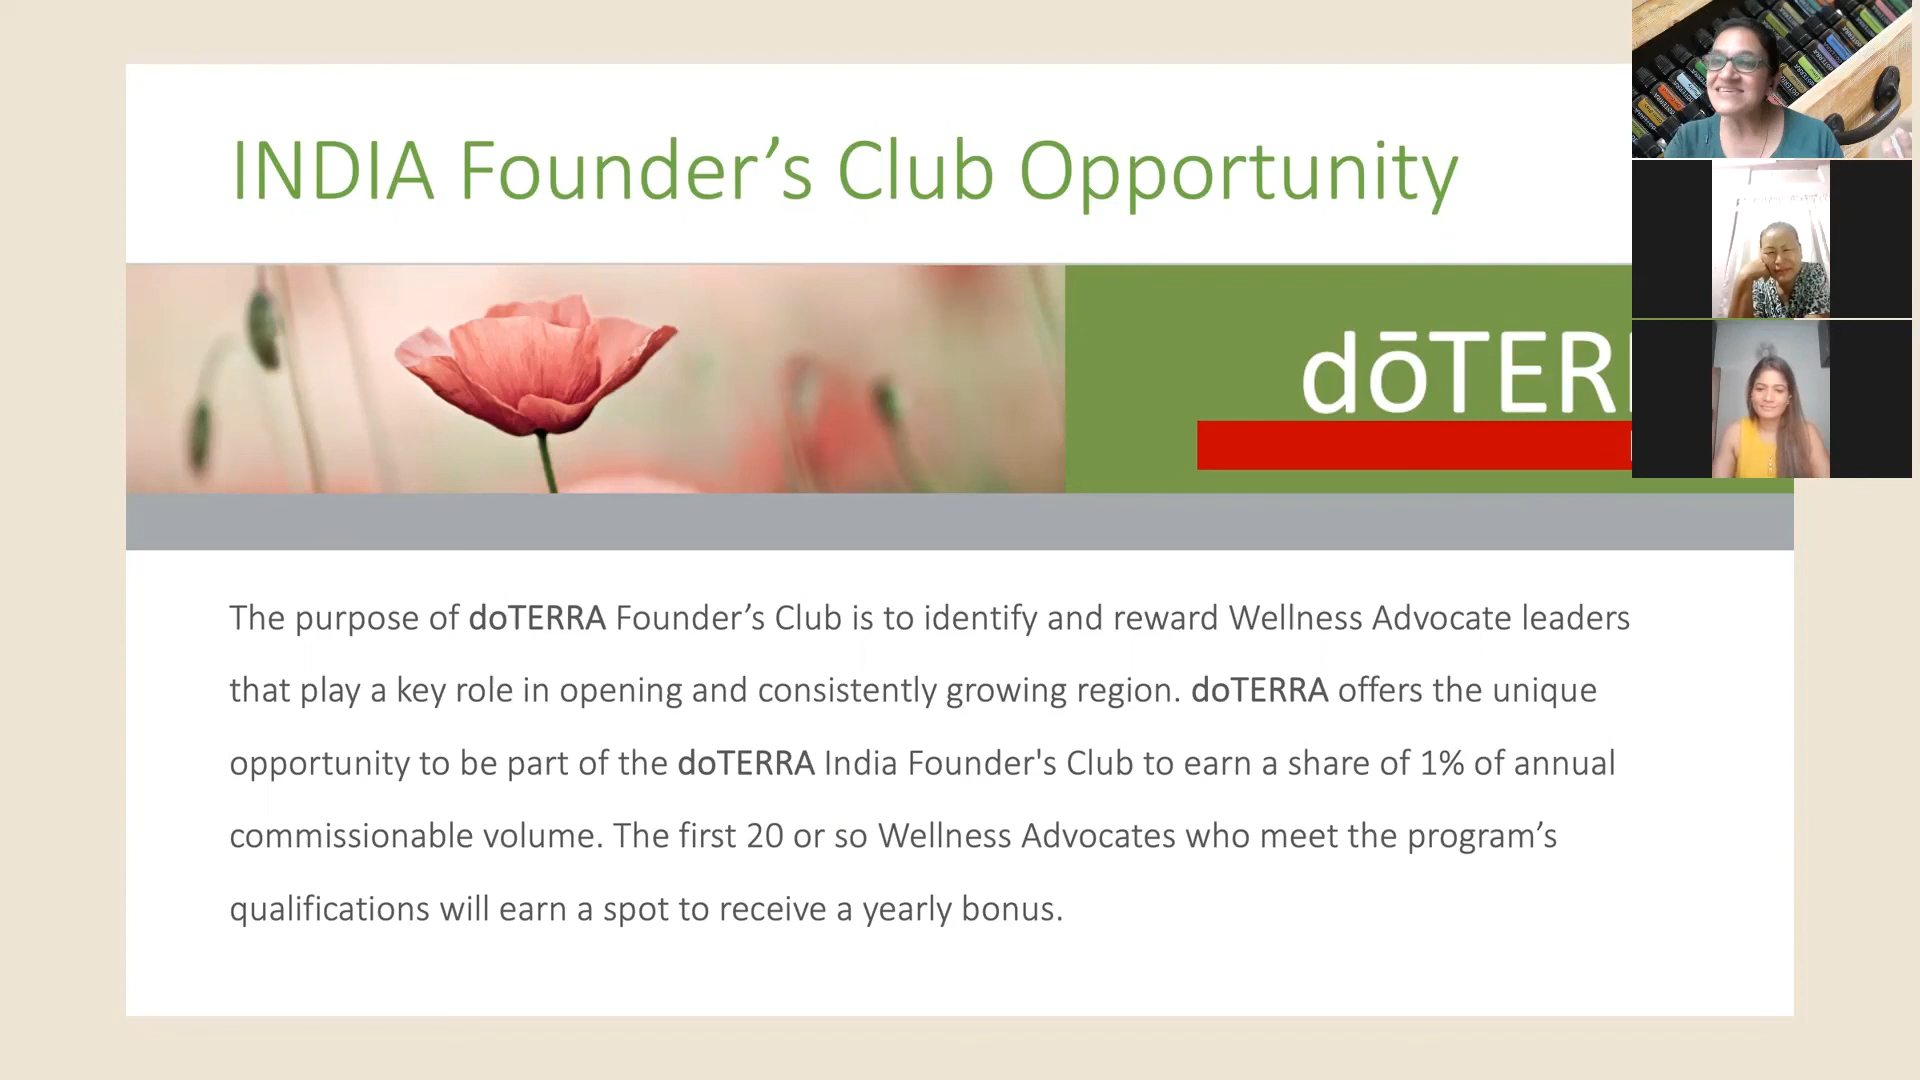 INDIA Founder’s Club Opportunity
dōTER
The purpose of doTERRA Founder’s Club is to identify and reward Wellness Advocate leaders
that play a key role in opening and consistently growing region. doTERRA offers the unique
opportunity to be part of the doTERRA India Founder's Club to earn a share of 1% of annual
commissionable volume. The first 20 or so Wellness Advocates who meet the program’s
qualifications will earn a spot to receive a yearly bonus.